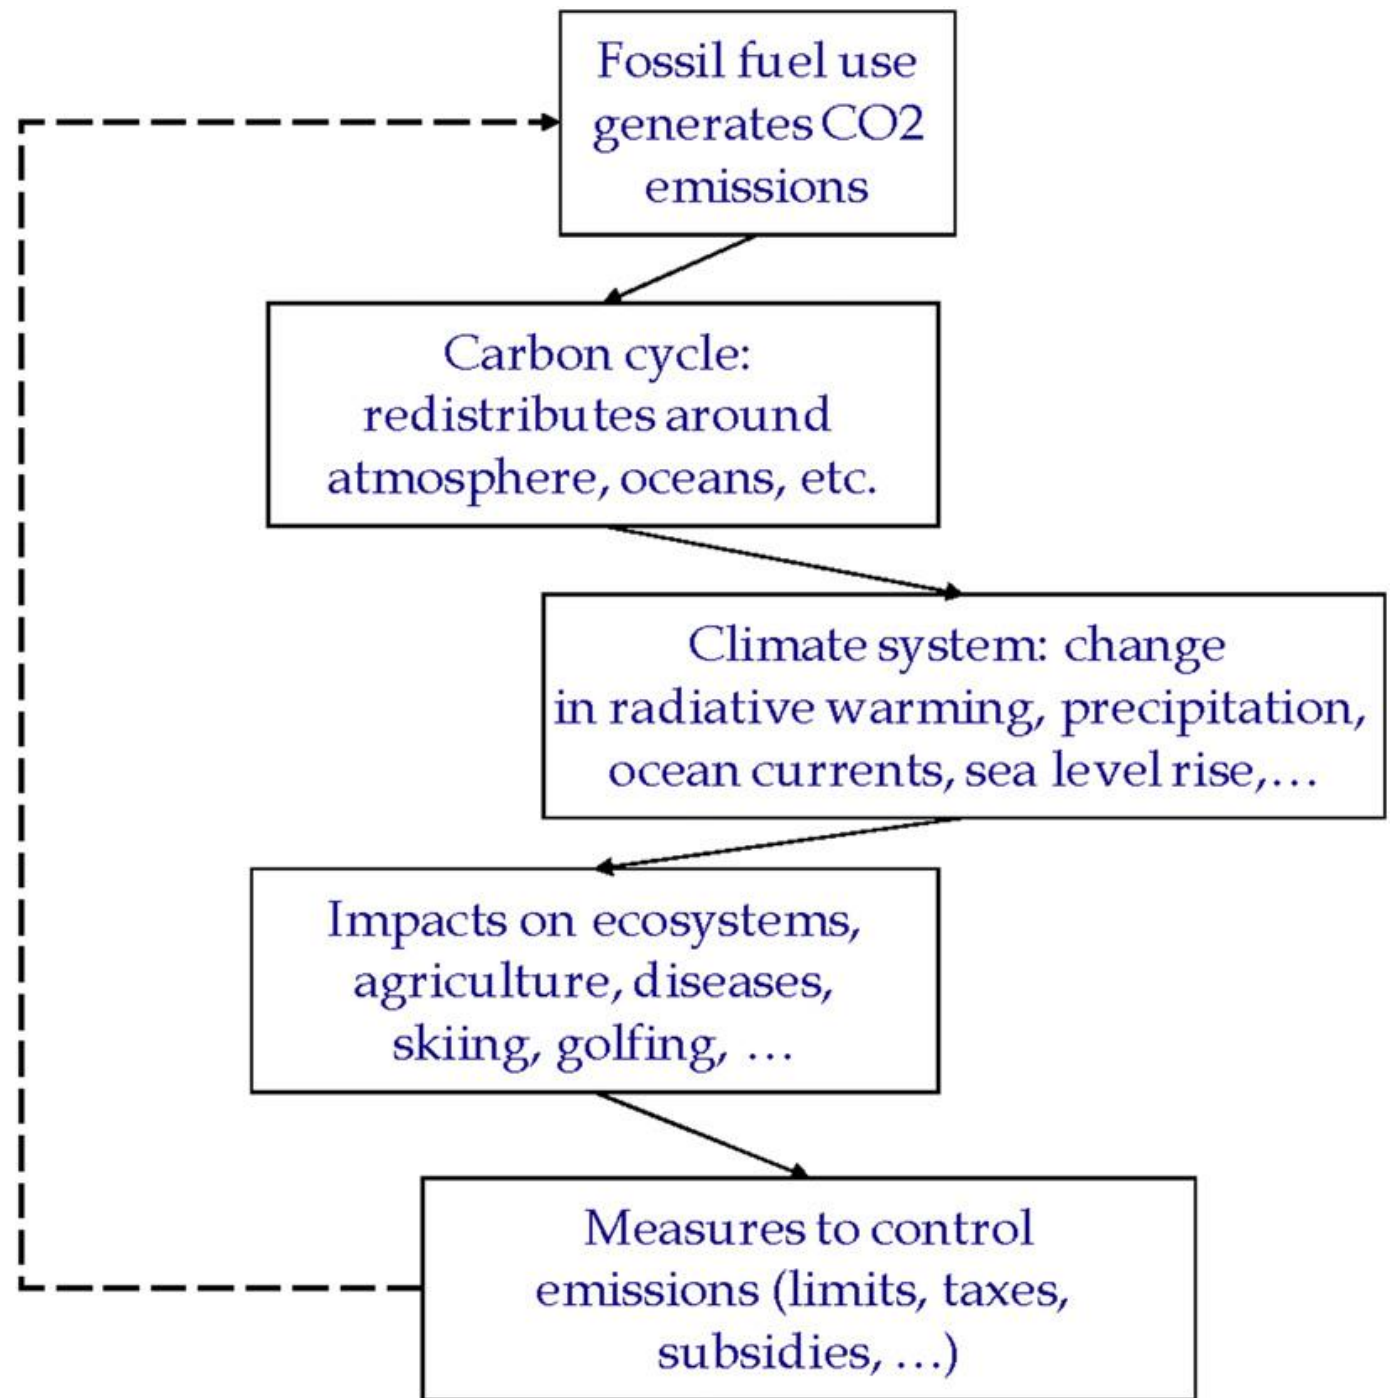 Fossil fuel use
generates CO2
emissions
Carbon cycle:
redistributes around
atmosphere, oceans, etc.
Climate system: change
in radiative warming, precipitation,
ocean currents, sea level rise,…
Impacts on ecosystems,
agriculture, diseases,
skiing, golfing, …
Measures to control
emissions (limits, taxes,
subsidies, …)